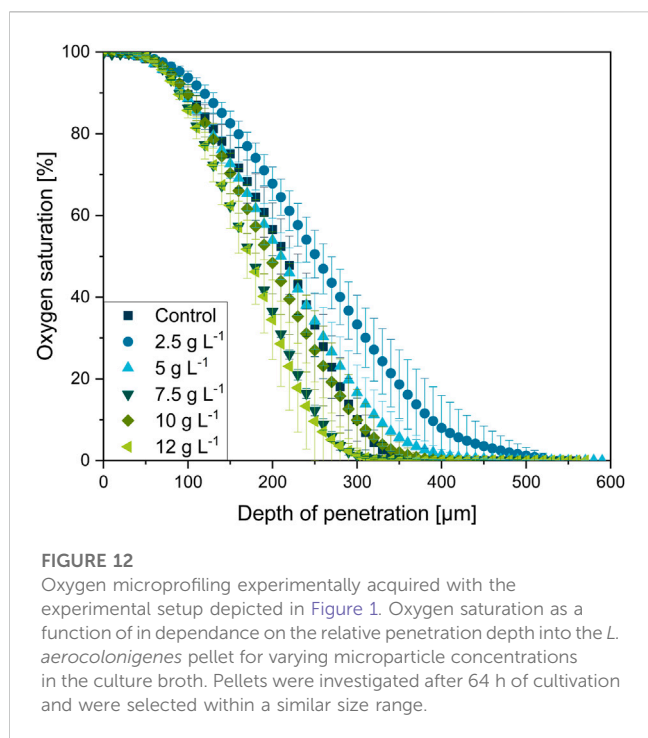 100
80
60
40
20
0
Oxygen saturation [%]
Control
2.5 g L⁻¹
5 g L⁻¹
7.5 g L⁻¹
10 g L⁻¹
12 g L⁻¹
0 100 200 300 400 500 600
Depth of penetration [µm]
FIGURE 12
Oxygen microprofiling experimentally acquired with the
experimental setup depicted in Figure 1. Oxygen saturation as a
function of in dependance on the relative penetration depth into the L.
aerocolonigenes pellet for varying microparticle concentrations
in the culture broth. Pellets were investigated after 64 h of cultivation
and were selected within a similar size range.